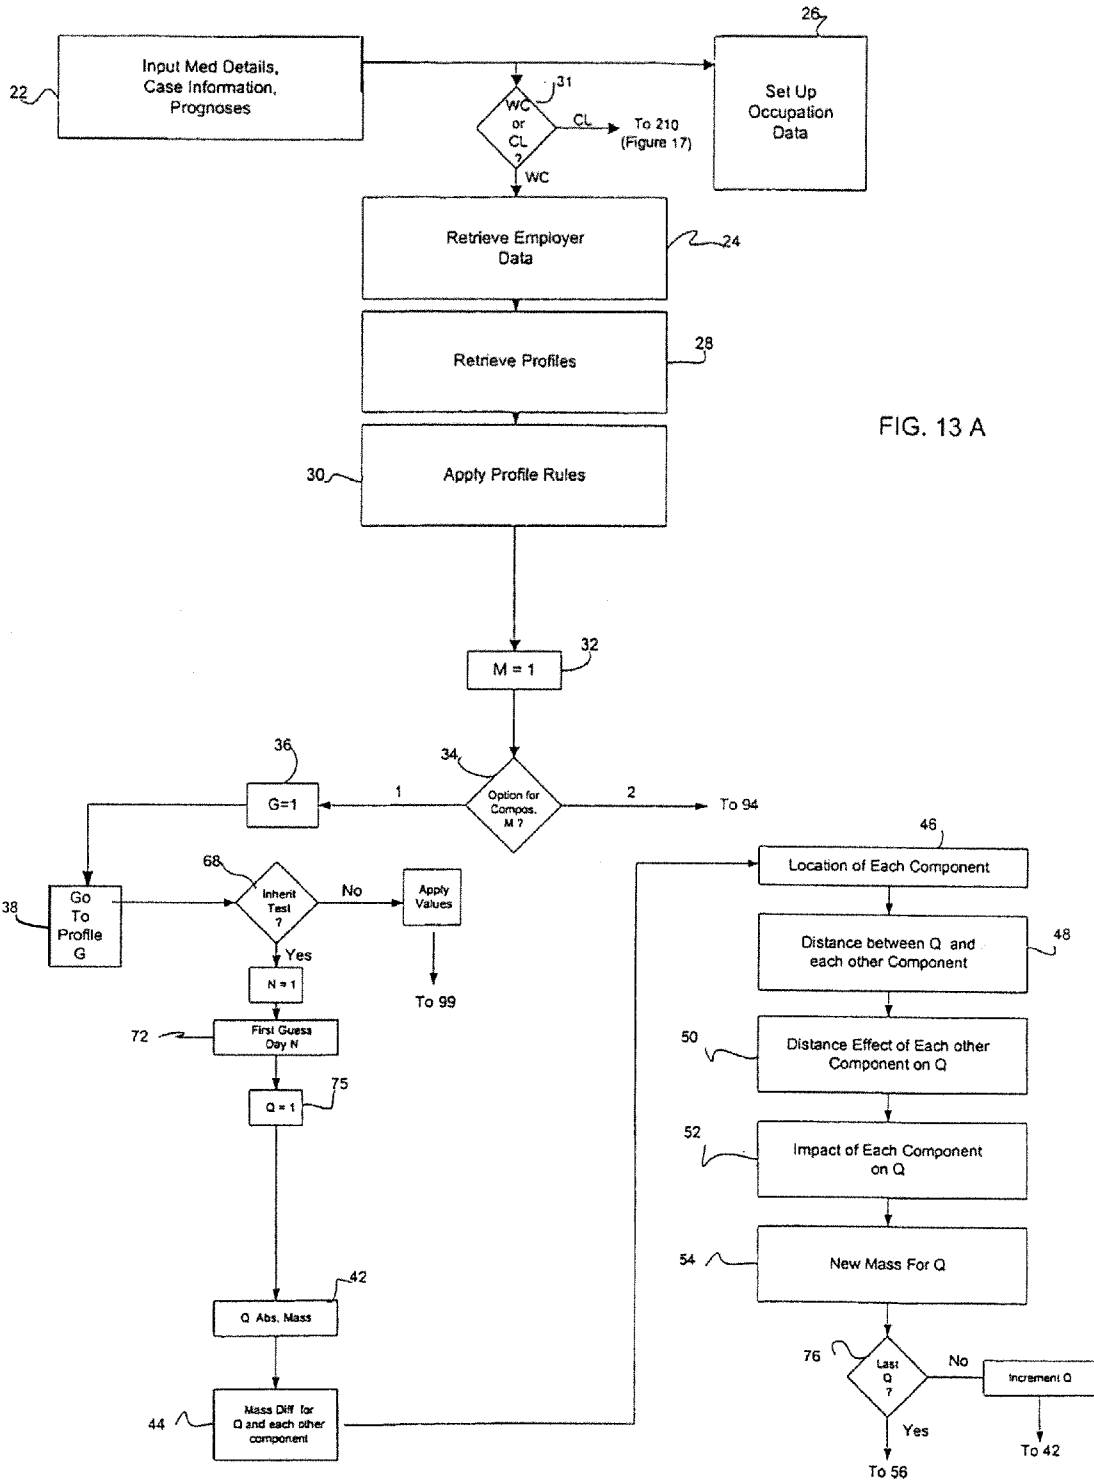 26
Input Med Details,
Case Information,
Prognoses
22
31
WC
or
CL
?
CL
To 210
(Figure 17)
Set Up
Occupation
Data
WC
Retrieve Employer
Data
24
Retrieve Profiles
28
FIG. 13 A
30
Apply Profile Rules
M = 1
32
36
34
G=1
1
Option for
Compos.
M ?
2
To 94
46
Location of Each Component
68
38
Go
To
Profile
G
Inherit
Test
?
No
Apply
Values
Yes
To 99
N = 1
72
First Guess
Day N
75
Q = 1
Distance between Q and
each other Component
48
50
Distance Effect of Each other
Component on Q
52
Impact of Each Component
on Q
54
New Mass For Q
42
Q Abs. Mass
44
Mass Diff for
Q and each other
component
76
Last
Q
?
No
Increment Q
Yes
To 42
To 56